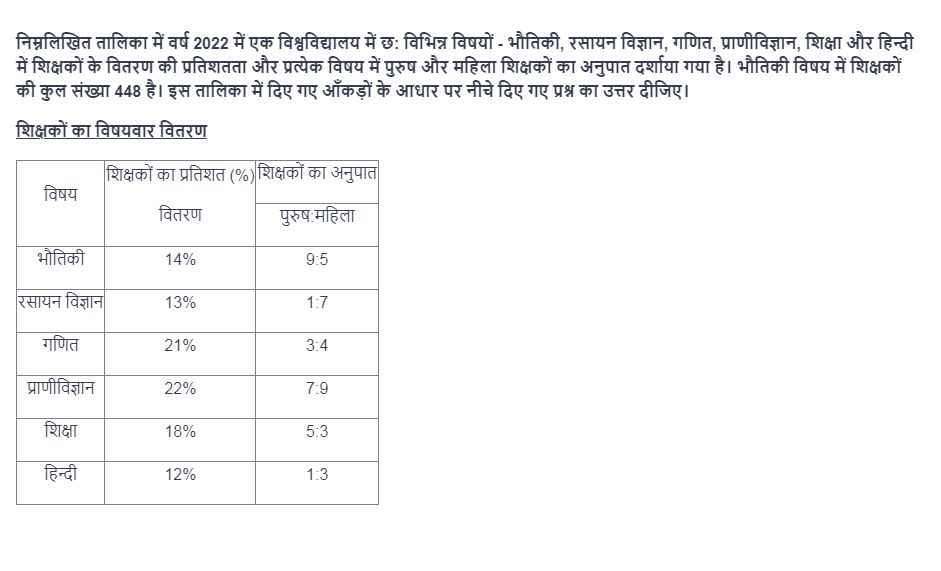 निम्नलिखित तालिका में वर्ष 2022 में एक विश्वविद्यालय में छ: विभिन्न विषयों - भौतिकी, रसायन विज्ञान, गणित, प्राणीविज्ञान, शिक्षा और हिन्दी
में शिक्षकों के वितरण की प्रतिशतता और प्रत्येक विषय में पुरुष और महिला शिक्षकों का अनुपात दर्शाया गया है। भौतिकी विषय में शिक्षकों
की कुल संख्या 448 है। इस तालिका में दिए गए आँकड़ों के आधार पर नीचे दिए गए प्रश्न का उत्तर दीजिए।
शिक्षकों का विषयवार वितरण
विषय शिक्षकों का प्रतिशत (%) वितरण शिक्षकों का अनुपात
पुरुष:महिला
भौतिकी 14% 9:5
रसायन विज्ञान 13% 1:7
गणित 21% 3:4
प्राणीविज्ञान 22% 7:9
शिक्षा 18% 5:3
हिन्दी 12% 1:3